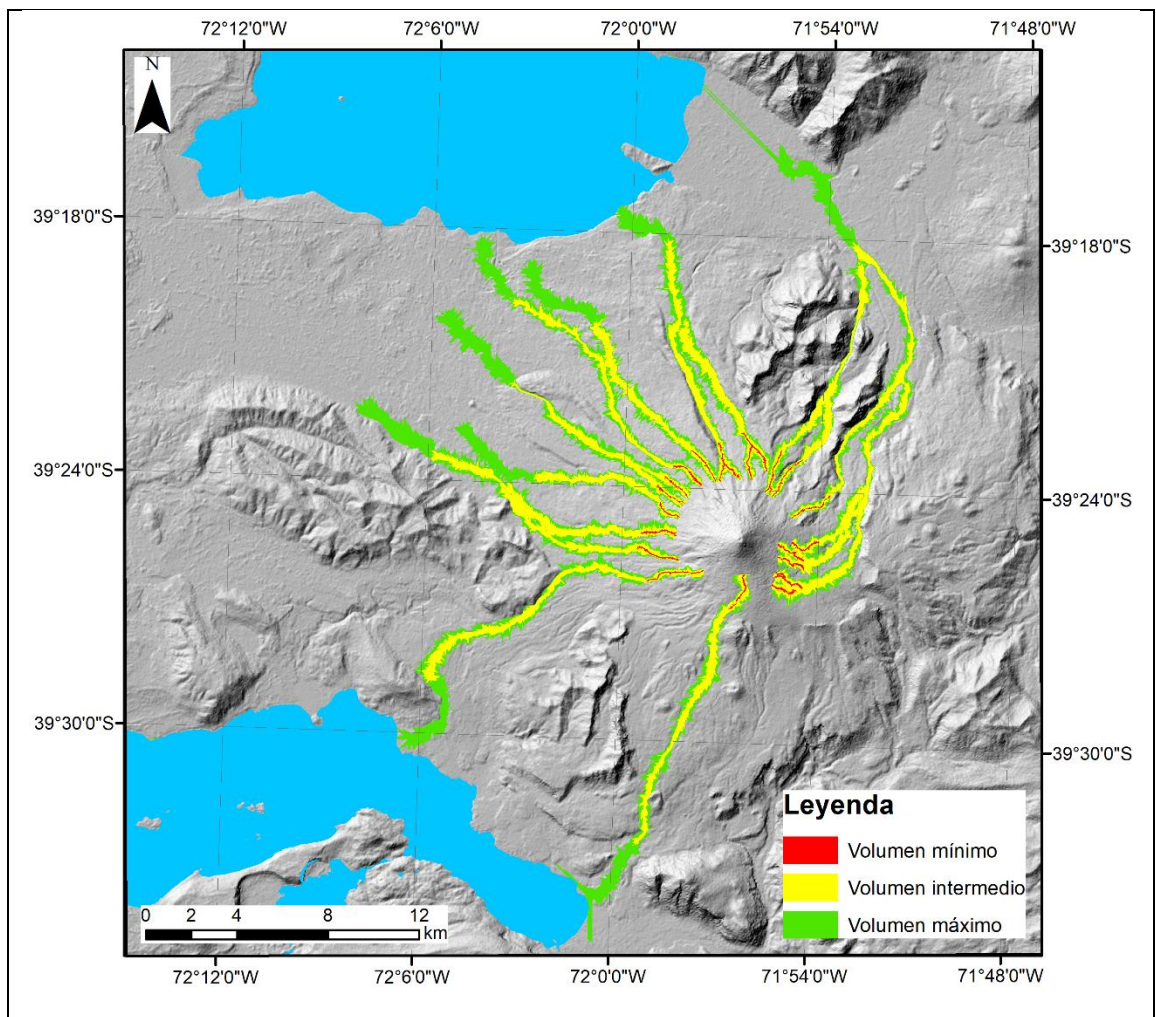 72°12'0"W 72°6'0"W 72°0'0"W 71°54'0"W 71°48'0"W
N
39°18'0"S
39°18'0"S
39°24'0"S
39°24'0"S
39°30'0"S
39°30'0"S
Leyenda
Volumen mínimo
Volumen intermedio
Volumen máximo
0 2 4 8 12
km
72°12'0"W 72°6'0"W 72°0'0"W 71°54'0"W 71°48'0"W